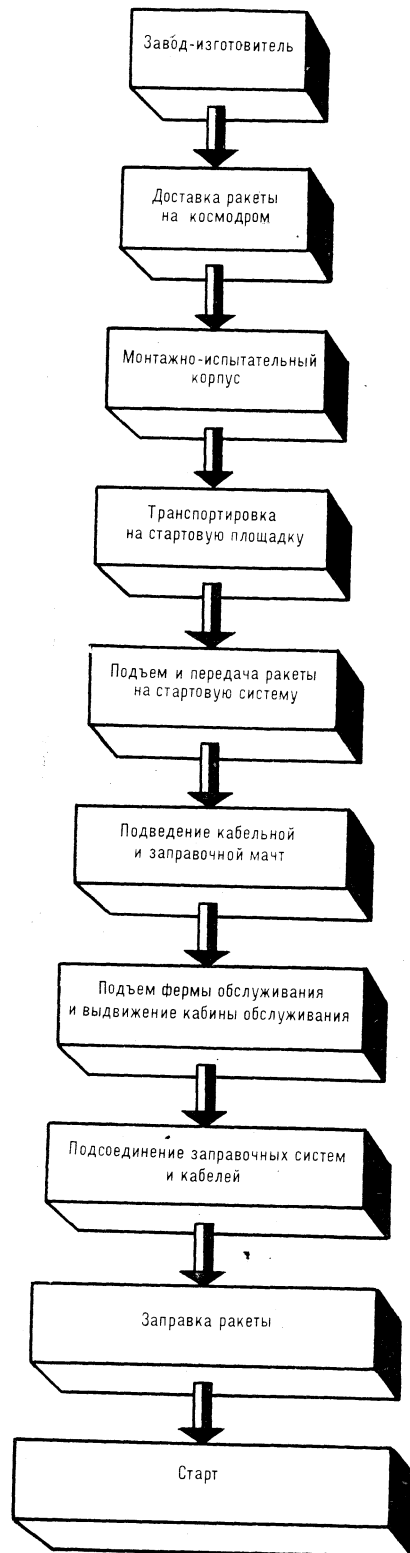 Завод-изготовитель
Доставка ракеты
на космодром
Монтажно-испытательный
корпус
Транспортировка
на стартовую площадку
Подъем и передача ракеты
на стартовую систему
Подведение кабельной
и заправочной мачт
Подъем фермы обслуживания
и выдвижение кабины обслуживания
Подсоединение заправочных систем
и кабелей
Заправка ракеты
Старт